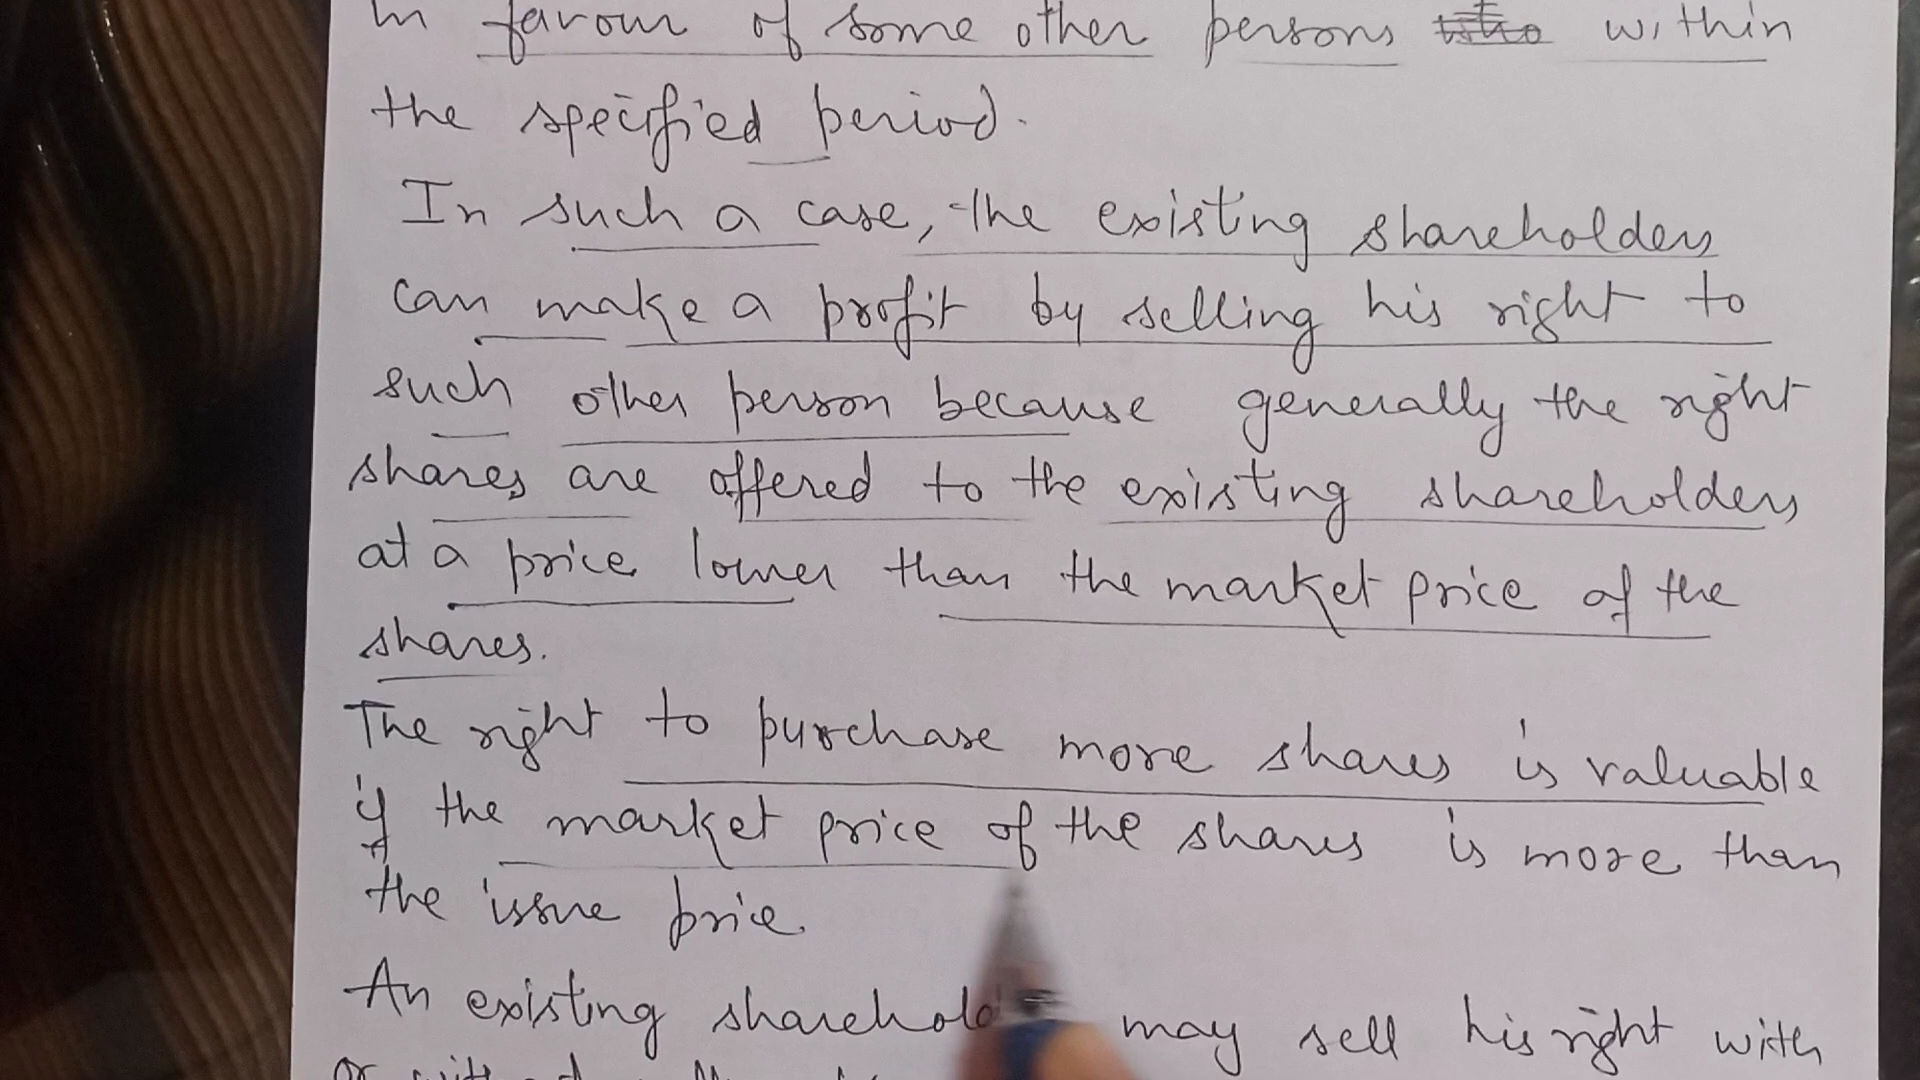 In favour of some other persons within
the specified period.
In such a case, the existing shareholders
can make a profit by selling his right to
such other person because generally the right
shares are offered to the existing shareholders
at a price lower than the market price of the
shares.
The right to purchase more shares is valuable
if the market price of the shares is more than
the issue price.
An existing may sell his right with
or